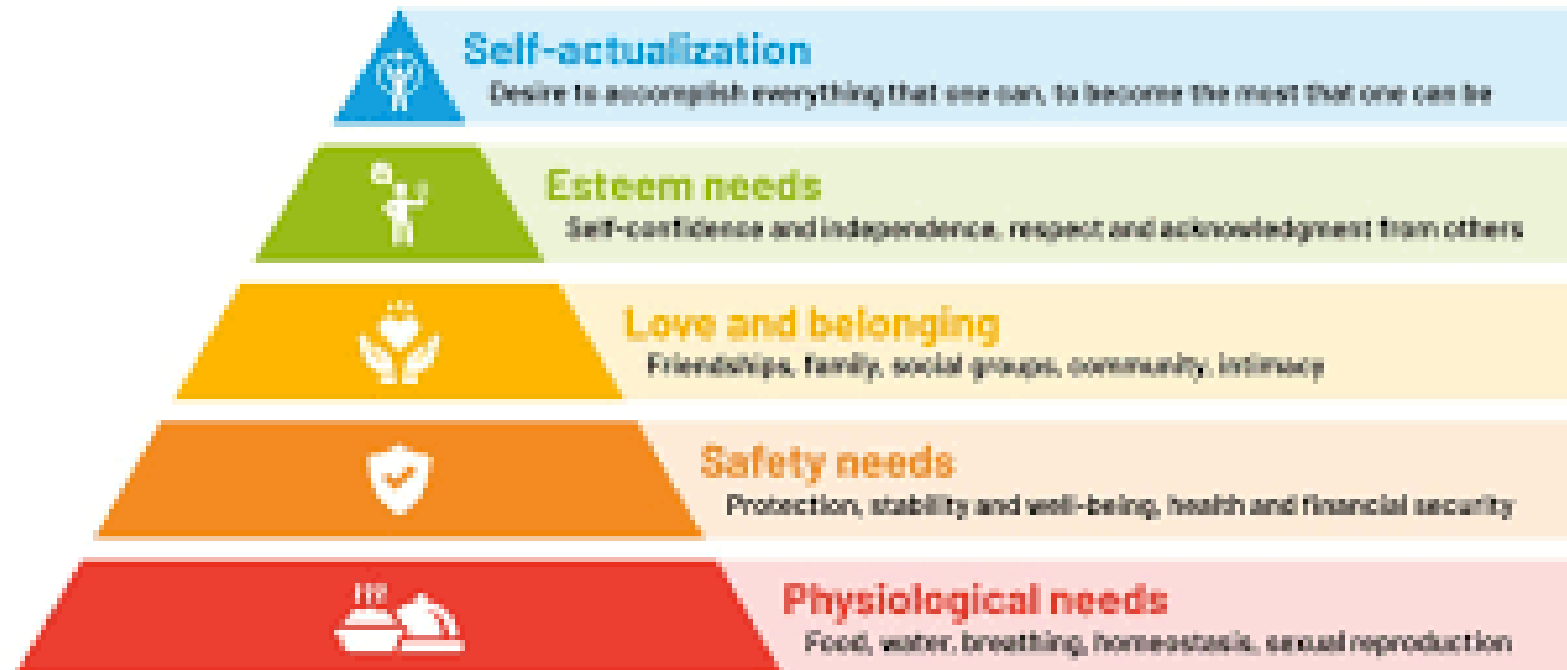 Self-actualization
Desire to accomplish everything that one can, to become the most that one can be
Esteem needs
Self-confidence and independence, respect and acknowledgment from others
Love and belonging
Friendships, family, social groups, community, intimacy
Safety needs
Protection, stability and well-being, health and financial security
Physiological needs
Food, water, breathing, homeostasis, sexual reproduction